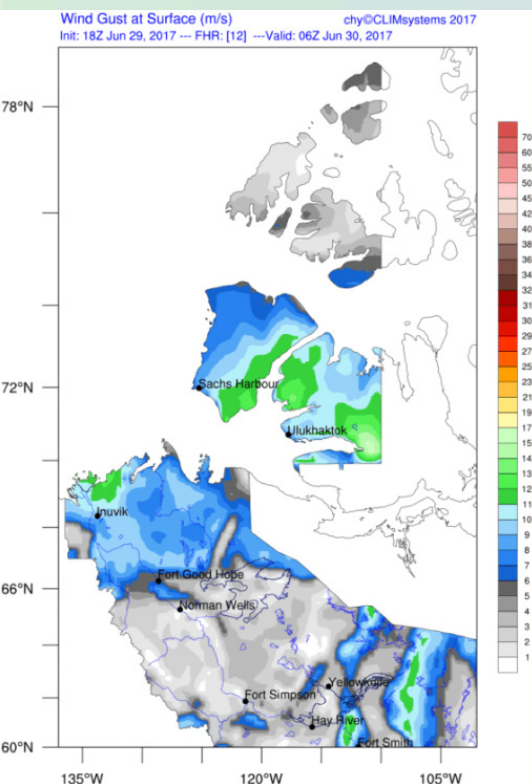 Wind Gust at Surface (m/s) chy©CLIMsystems 2017
Init: 18Z Jun 29, 2017 --- FHR: [12] ---Valid: 06Z Jun 30, 2017
78°N
72°N
66°N
60°N
135°W 120°W 105°W
Sachs Harbour
Ulukhaktok
Inuvik
Fort Good Hope
Norman Wells
Yellowknife
Fort Simpson
Hay River
Fort Smith
70
60
55
50
45
42
40
38
36
34
32
31
30
29
27
25
23
21
19
17
15
14
13
12
11
10
9
8
7
6
5
4
3
2
1